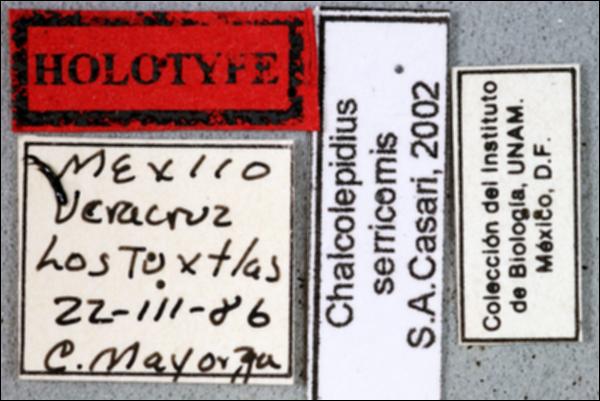 HOLOTYPE
MEXICO
Veracruz
Los Tuxtlas
22-III-86
C. Mayorga
Chalcolepidius
serricornis
S.A.Casari, 2002
Colección del Instituto
de Biología, UNAM.
México, D.F.